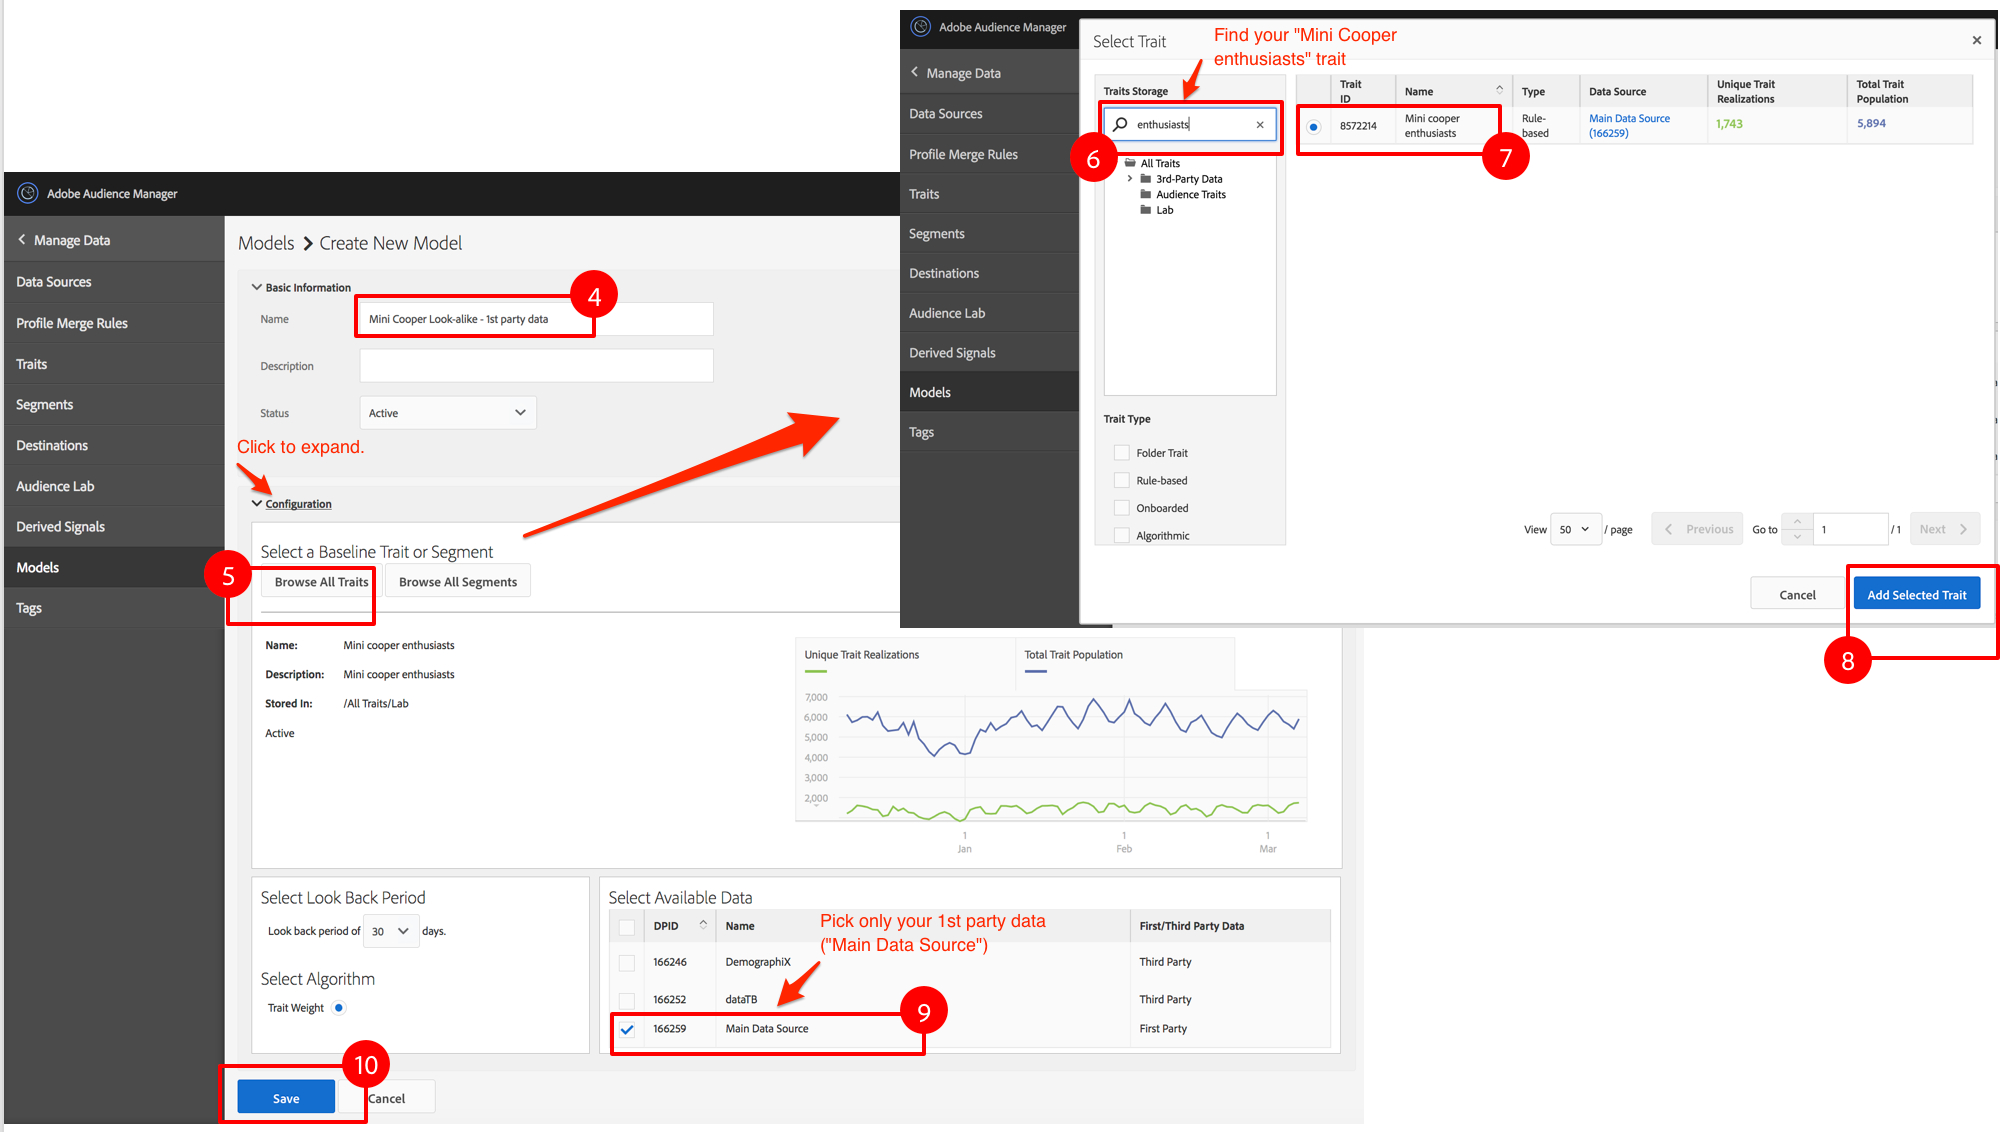 Adobe Audience Manager
Manage Data
Data Sources
Profile Merge Rules
Traits
Segments
Destinations
Audience Lab
Derived Signals
Models
Tags
Select Trait
Find your "Mini Cooper
enthusiasts" trait
Traits Storage
enthusiasts
6
All Traits
3rd-Party Data
Audience Traits
Lab
Trait Type
Folder Trait
Rule-based
Onboarded
Algorithmic
Trait ID Name Type Data Source Unique Trait Realizations Total Trait Population
8572214 Mini cooper enthusiasts Rule-based Main Data Source (166259) 1,743 5,894
7
View 50 / page Previous Go to 1 / 1 Next
Cancel Add Selected Trait
8
Adobe Audience Manager
Manage Data
Data Sources
Profile Merge Rules
Traits
Segments
Destinations
Audience Lab
Derived Signals
Models
Tags
Models > Create New Model
Basic Information
4
Name Mini Cooper Look-alike - 1st party data
Description
Status Active
Click to expand.
Configuration
Select a Baseline Trait or Segment
5
Browse All Traits Browse All Segments
Name: Mini cooper enthusiasts
Description: Mini cooper enthusiasts
Stored In: /All Traits/Lab
Active
Unique Trait Realizations Total Trait Population
7,000
6,000
5,000
4,000
3,000
2,000
1 1 1
Jan Feb Mar
Select Look Back Period
Look back period of 30 days.
Select Algorithm
Trait Weight
Select Available Data
Pick only your 1st party data
("Main Data Source")
DPID Name First/Third Party Data
166246 DemographiX Third Party
166252 dataTB Third Party
9
166259 Main Data Source First Party
10
Save Cancel